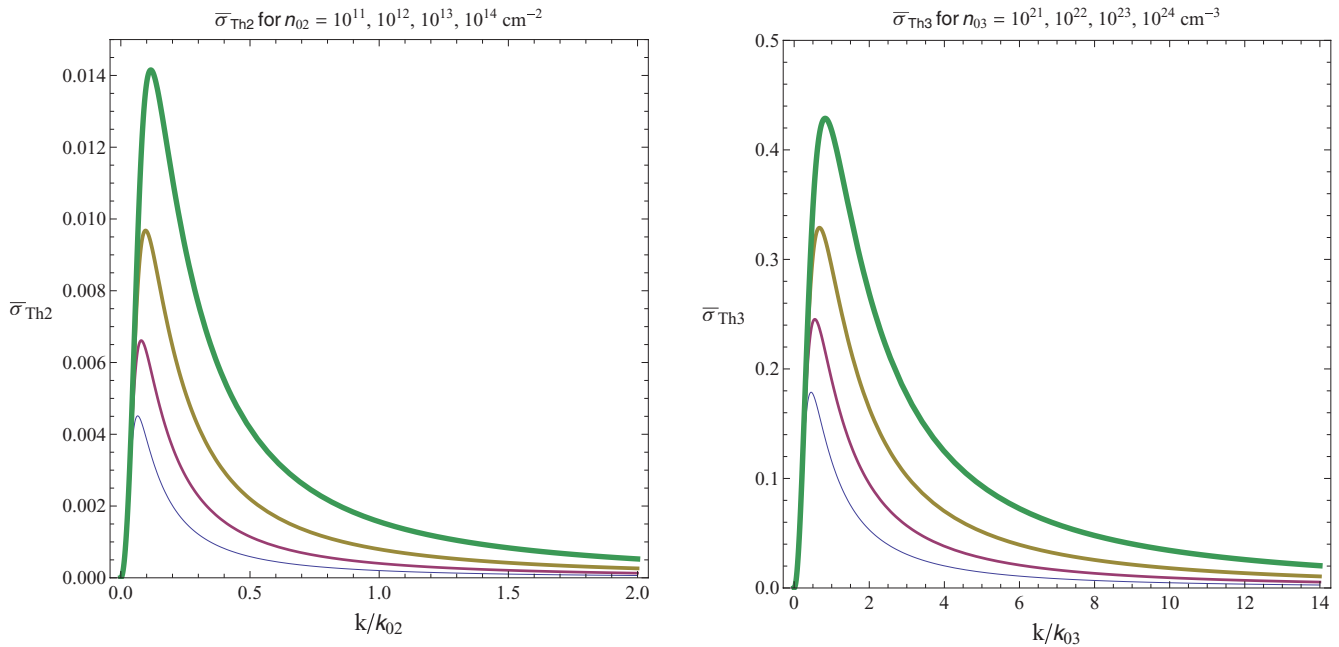 σ̅Th2 for n02 = 10^11, 10^12, 10^13, 10^14 cm−2
0.014
0.012
0.010
0.008
0.006
0.004
0.002
0.000
σ̅Th2
0.0 0.5 1.0 1.5 2.0
k/k02
σ̅Th3 for n03 = 10^21, 10^22, 10^23, 10^24 cm−3
0.5
0.4
0.3
0.2
0.1
0.0
σ̅Th3
0 2 4 6 8 10 12 14
k/k03